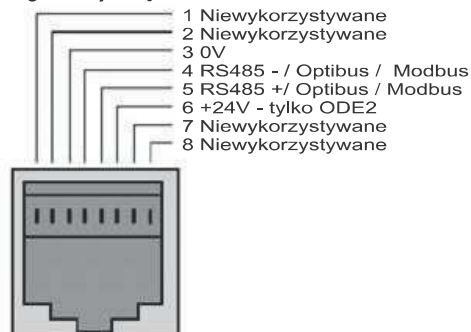 1 Niewykorzystywane
2 Niewykorzystywane
3 0V
4 RS485 - / Optibus / Modbus
5 RS485 +/ Optibus / Modbus
6 +24V - tylko ODE2
7 Niewykorzystywane
8 Niewykorzystywane